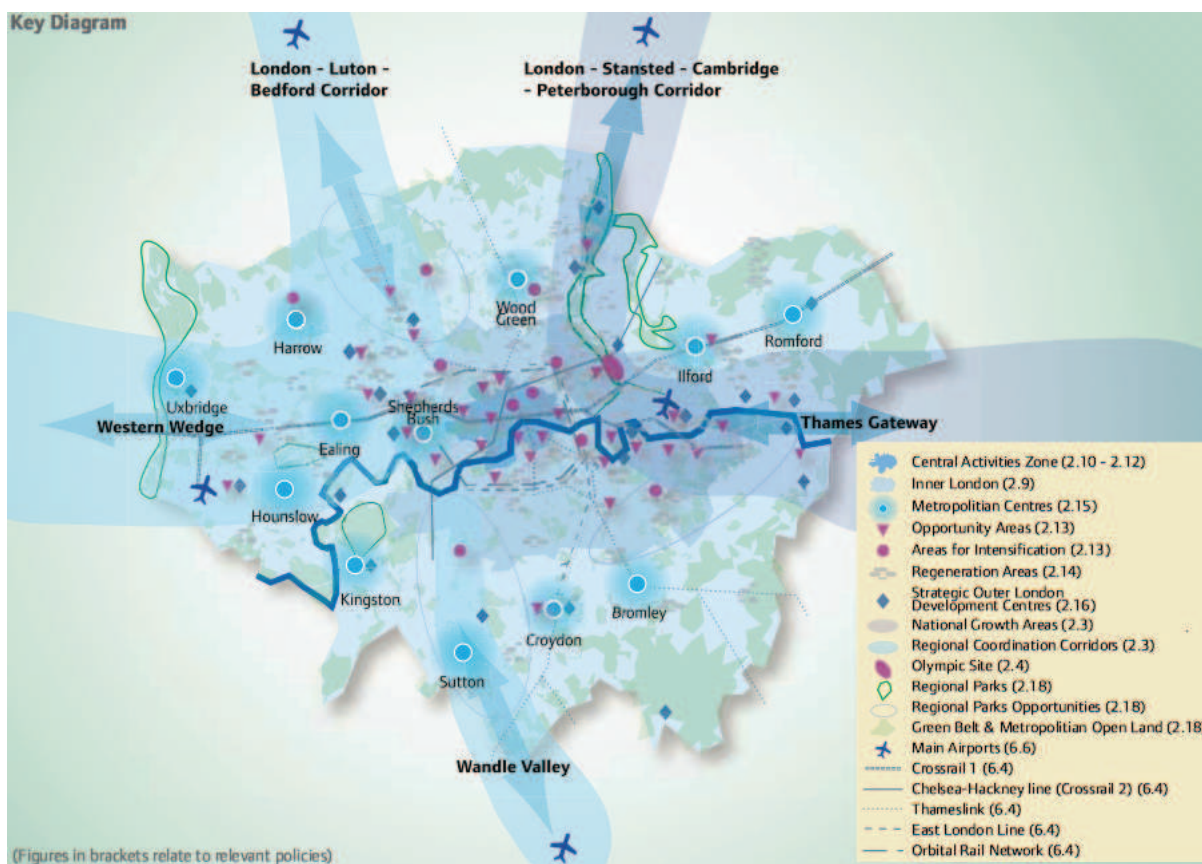 Key Diagram
London - Luton -
Bedford Corridor
London - Stansted - Cambridge
- Peterborough Corridor
Wood
Green
Harrow
Romford
Ilford
Uxbridge
Shepherds
Bush
Western Wedge
Ealing
Thames Gateway
Hounslow
Kingston
Croydon
Bromley
Sutton
Wandle Valley
Central Activities Zone (2.10 - 2.12)
Inner London (2.9)
Metropolitan Centres (2.15)
Opportunity Areas (2.13)
Areas for Intensification (2.13)
Regeneration Areas (2.14)
Strategic Outer London
Development Centres (2.16)
National Growth Areas (2.3)
Regional Coordination Corridors (2.3)
Olympic Site (2.4)
Regional Parks (2.18)
Regional Parks Opportunities (2.18)
Green Belt & Metropolitian Open Land (2.18
Main Airports (6.6)
Crossrail 1 (6.4)
Chelsea-Hackney line (Crossrail 2) (6.4)
Thameslink (6.4)
East London Line (6.4)
Orbital Rail Network (6.4)
(Figures in brackets relate to relevant policies)